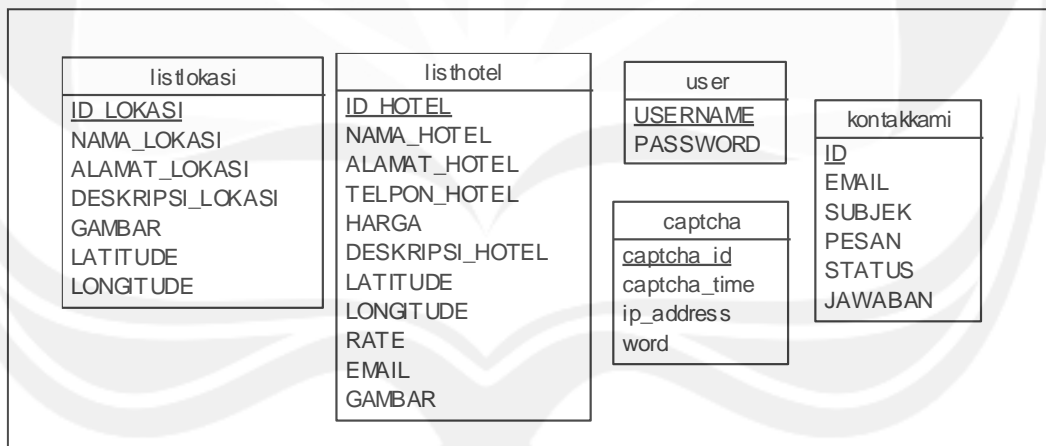 listlokasi
ID_LOKASI
NAMA_LOKASI
ALAMAT_LOKASI
DESKRIPSI_LOKASI
GAMBAR
LATITUDE
LONGITUDE
listhotel
ID_HOTEL
NAMA_HOTEL
ALAMAT_HOTEL
TELPON_HOTEL
HARGA
DESKRIPSI_HOTEL
LATITUDE
LONGITUDE
RATE
EMAIL
GAMBAR
user
USERNAME
PASSWORD
captcha
captcha_id
captcha_time
ip_address
word
kontakkami
ID
EMAIL
SUBJEK
PESAN
STATUS
JAWABAN